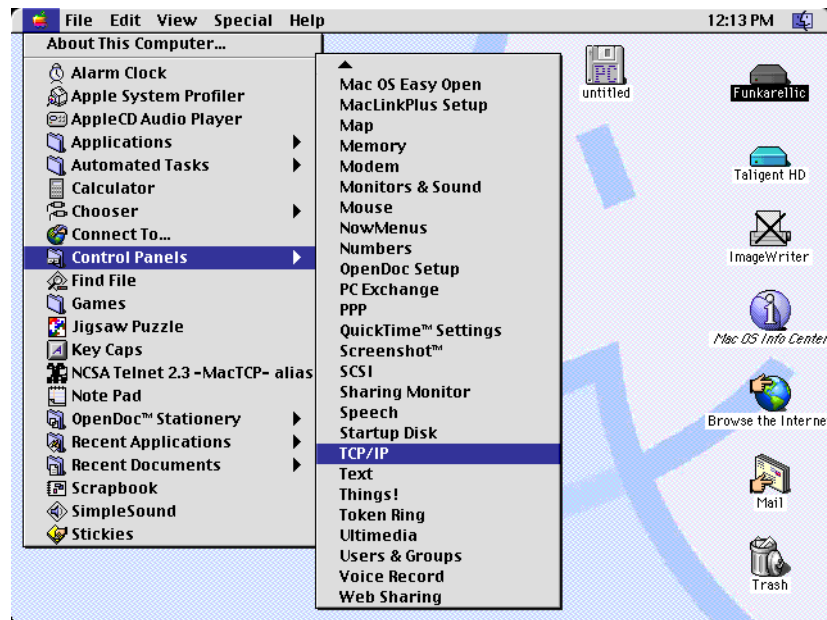 File Edit View Special Help 12:13 PM
About This Computer...
Alarm Clock
Apple System Profiler
AppleCD Audio Player
Applications
Automated Tasks
Calculator
Chooser
Connect To...
Control Panels
Find File
Games
Jigsaw Puzzle
Key Caps
NCSA Telnet 2.3 -MacTCP- alias
Note Pad
OpenDoc™ Stationery
Recent Applications
Recent Documents
Scrapbook
SimpleSound
Stickies
Mac OS Easy Open
MacLinkPlus Setup
Map
Memory
Modem
Monitors & Sound
Mouse
NowMenus
Numbers
OpenDoc Setup
PC Exchange
PPP
QuickTime™ Settings
Screenshot™
SCSI
Sharing Monitor
Speech
Startup Disk
TCP/IP
Text
Things!
Token Ring
Ultimedia
Users & Groups
Voice Record
Web Sharing
PC
untitled
Funkarellic
Taligent HD
ImageWriter
Mac OS Info Center
Browse the Interne
Mail
Trash